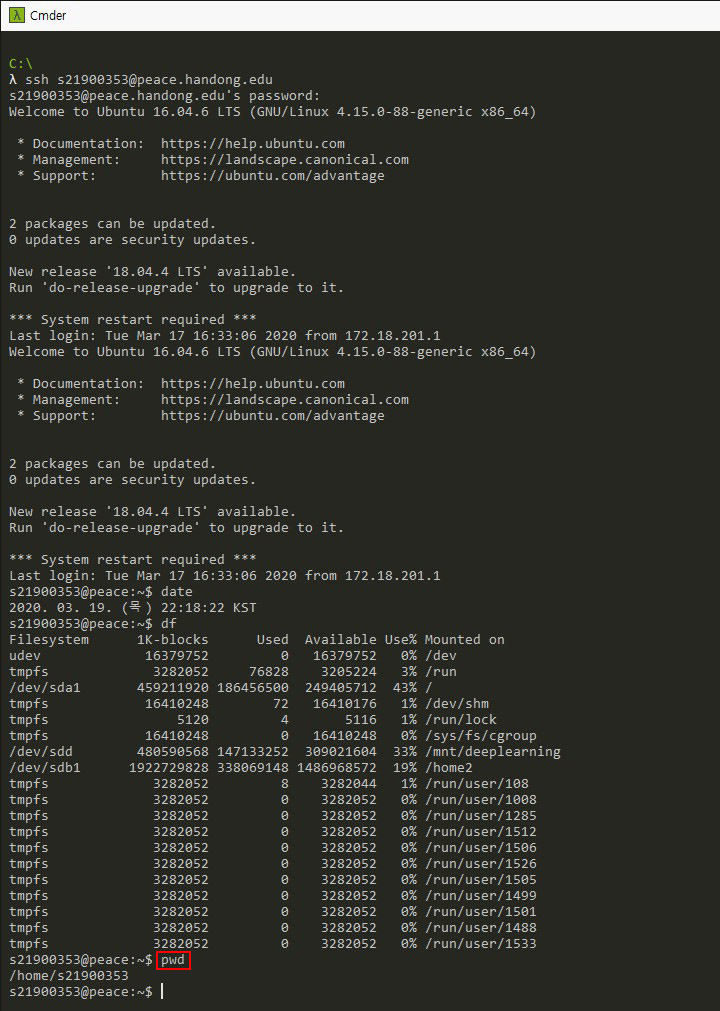 Cmder
C:\
λ ssh s21900353@peace.handong.edu
s21900353@peace.handong.edu's password:
Welcome to Ubuntu 16.04.6 LTS (GNU/Linux 4.15.0-88-generic x86_64)
* Documentation:  https://help.ubuntu.com
* Management:     https://landscape.canonical.com
* Support:        https://ubuntu.com/advantage
2 packages can be updated.
0 updates are security updates.
New release '18.04.4 LTS' available.
Run 'do-release-upgrade' to upgrade to it.
*** System restart required ***
Last login: Tue Mar 17 16:33:06 2020 from 172.18.201.1
Welcome to Ubuntu 16.04.6 LTS (GNU/Linux 4.15.0-88-generic x86_64)
* Documentation:  https://help.ubuntu.com
* Management:     https://landscape.canonical.com
* Support:        https://ubuntu.com/advantage
2 packages can be updated.
0 updates are security updates.
New release '18.04.4 LTS' available.
Run 'do-release-upgrade' to upgrade to it.
*** System restart required ***
Last login: Tue Mar 17 16:33:06 2020 from 172.18.201.1
s21900353@peace:~$ date
2020. 03. 19. (목) 22:18:22 KST
s21900353@peace:~$ df
Filesystem      1K-blocks      Used  Available Use% Mounted on
udev             16379752         0   16379752   0% /dev
tmpfs             3282052     76828    3205224   3% /run
/dev/sda1       459211920 186456500  249405712  43% /
tmpfs            16410248        72   16410176   1% /dev/shm
tmpfs                5120         4       5116   1% /run/lock
tmpfs            16410248         0   16410248   0% /sys/fs/cgroup
/dev/sdd        480590568 147133252  309021604  33% /mnt/deeplearning
/dev/sdb1      1922729828 338069148 1486968572  19% /home2
tmpfs             3282052         8    3282044   1% /run/user/108
tmpfs             3282052         0    3282052   0% /run/user/1008
tmpfs             3282052         0    3282052   0% /run/user/1285
tmpfs             3282052         0    3282052   0% /run/user/1512
tmpfs             3282052         0    3282052   0% /run/user/1506
tmpfs             3282052         0    3282052   0% /run/user/1526
tmpfs             3282052         0    3282052   0% /run/user/1505
tmpfs             3282052         0    3282052   0% /run/user/1499
tmpfs             3282052         0    3282052   0% /run/user/1501
tmpfs             3282052         0    3282052   0% /run/user/1488
tmpfs             3282052         0    3282052   0% /run/user/1533
s21900353@peace:~$ pwd
/home/s21900353
s21900353@peace:~$